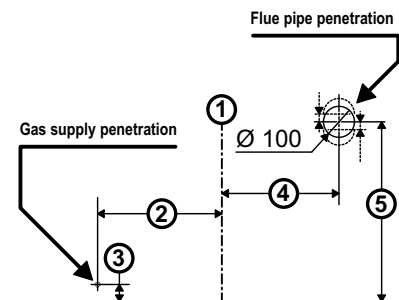 Flue pipe penetration
①
Gas supply penetration
Ø 100
④
②
⑤
③